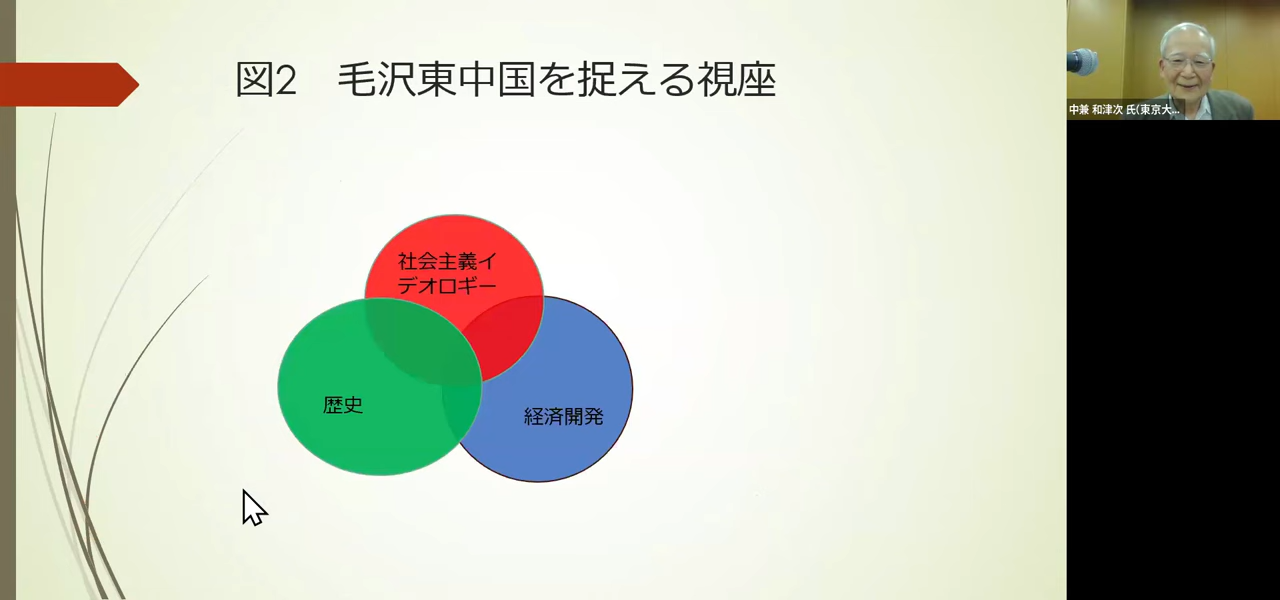 図2　毛沢東中国を捉える視座
社会主義イ
デオロギー
歴史
経済開発
中兼 和津次 氏(東京大...